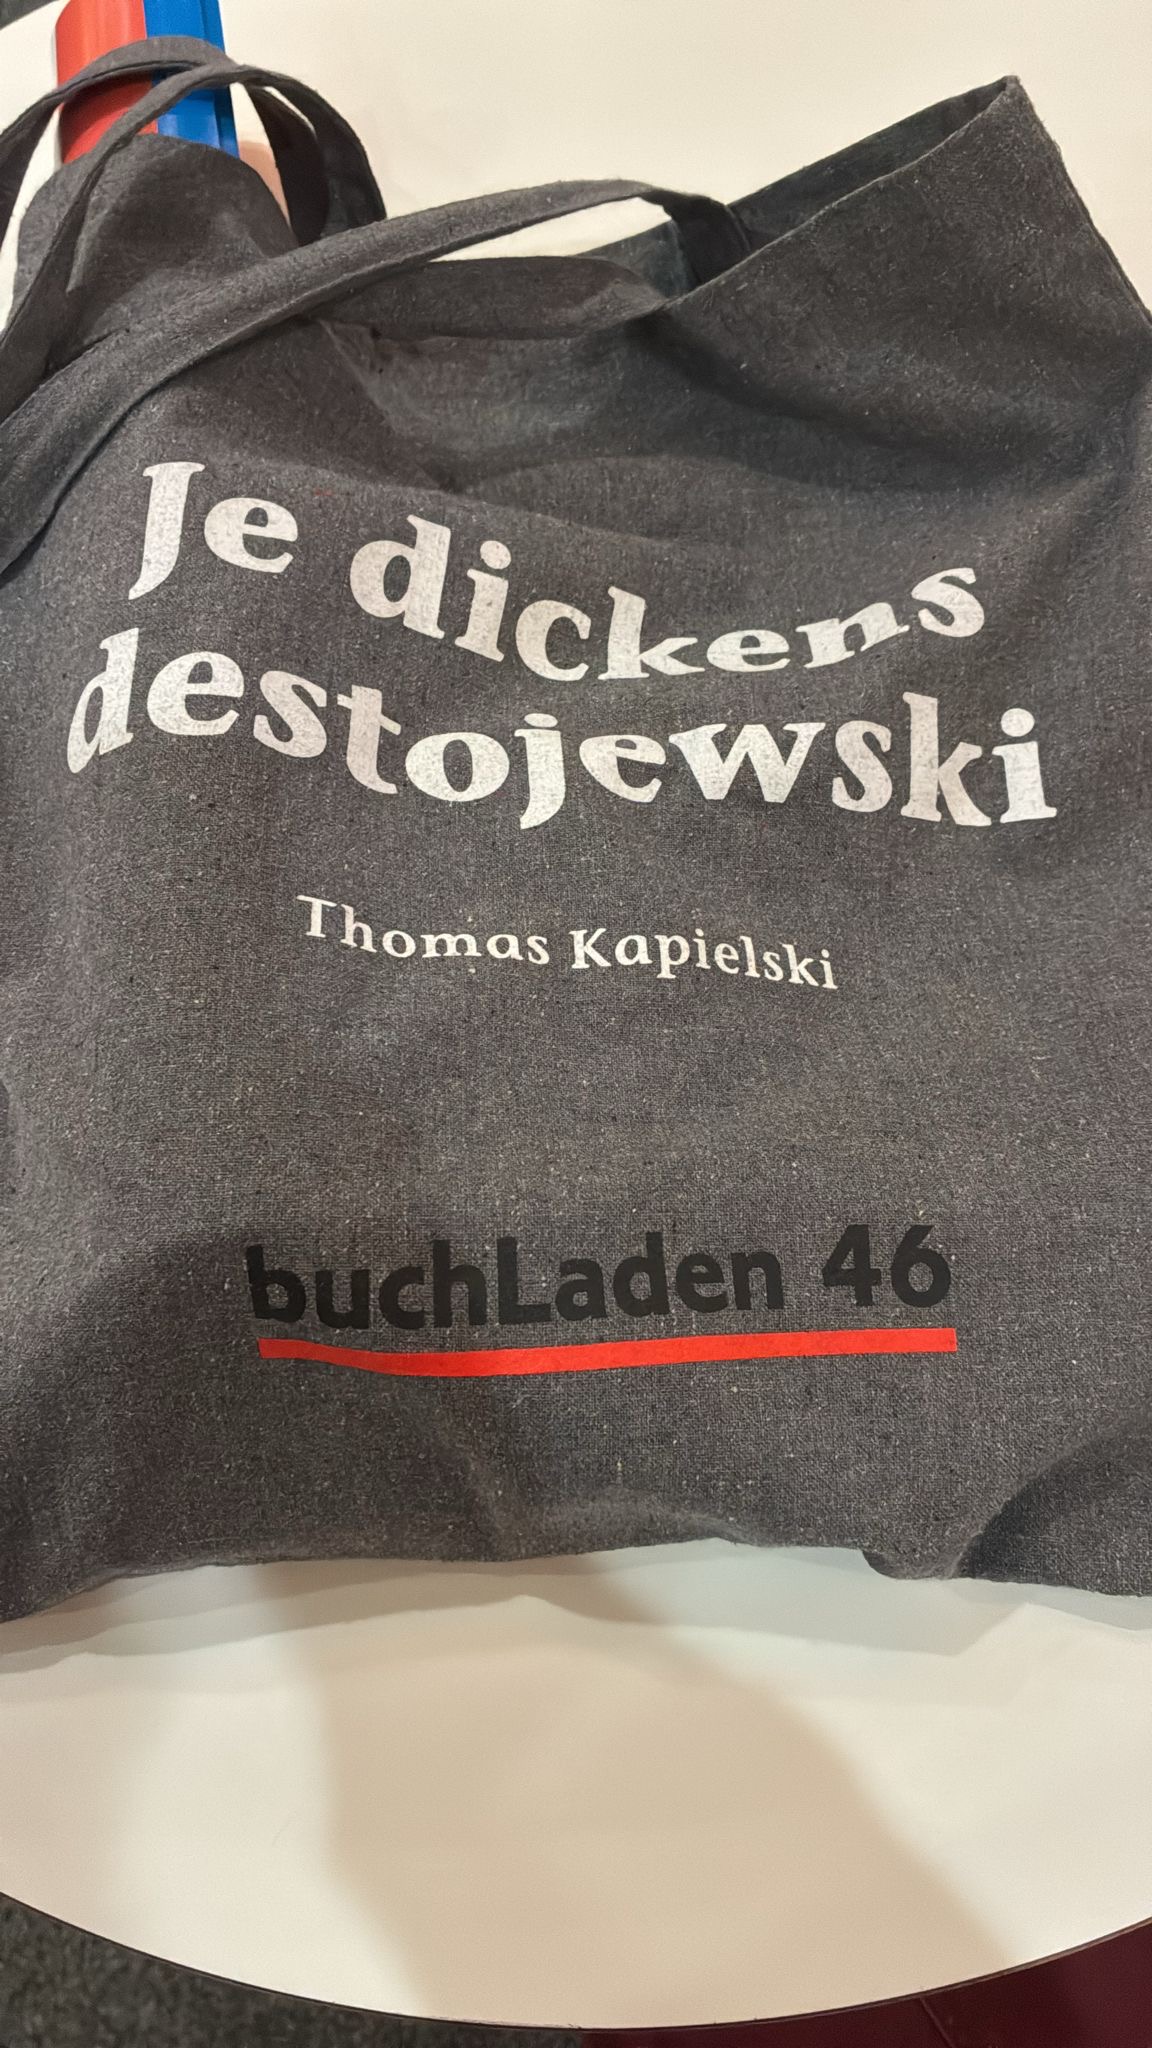 Je dickens
destojewski
Thomas Kapielski
buchLaden 46